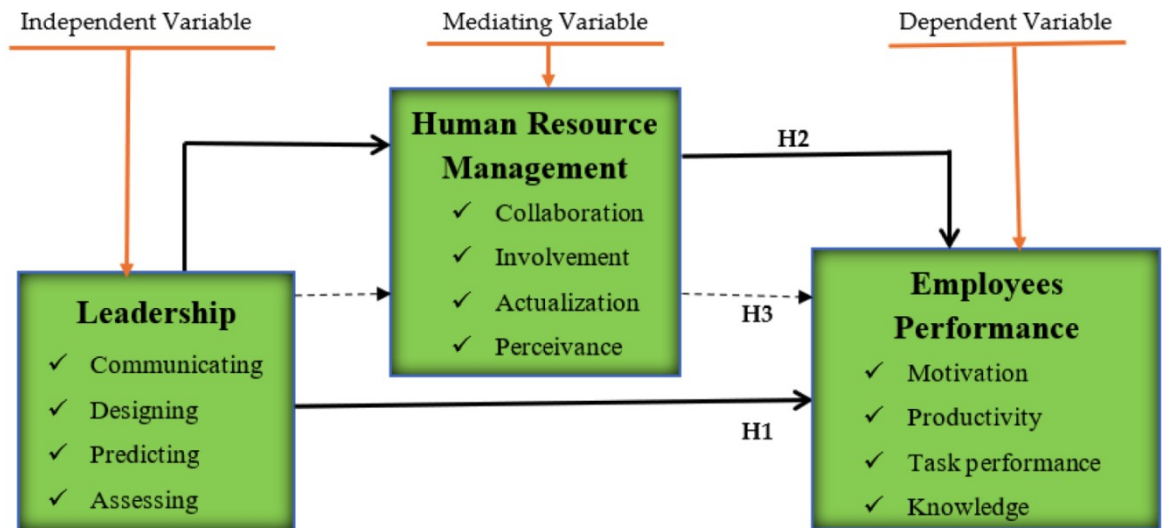 Independent Variable
Mediating Variable
Dependent Variable
Human Resource
Management
✓ Collaboration
✓ Involvement
✓ Actualization
✓ Perceivance
H2
Leadership
✓ Communicating
✓ Designing
✓ Predicting
✓ Assessing
H3
H1
Employees
Performance
✓ Motivation
✓ Productivity
✓ Task performance
✓ Knowledge